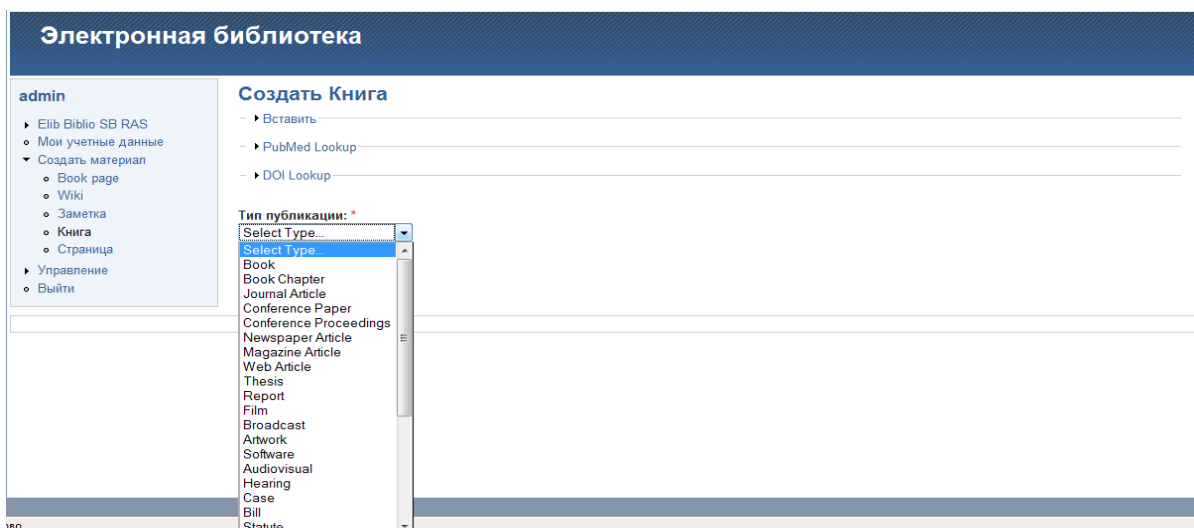 Электронная библиотека
admin
Elib Biblio SB RAS
Мои учетные данные
Создать материал
Book page
Wiki
Заметка
Книга
Страница
Управление
Выйти
Создать Книга
Вставить
PubMed Lookup
DOI Lookup
Тип публикации: *
Select Type...
Select Type...
Book
Book Chapter
Journal Article
Conference Paper
Conference Proceedings
Newspaper Article
Magazine Article
Web Article
Thesis
Report
Film
Broadcast
Artwork
Software
Audiovisual
Hearing
Case
Bill
Statute